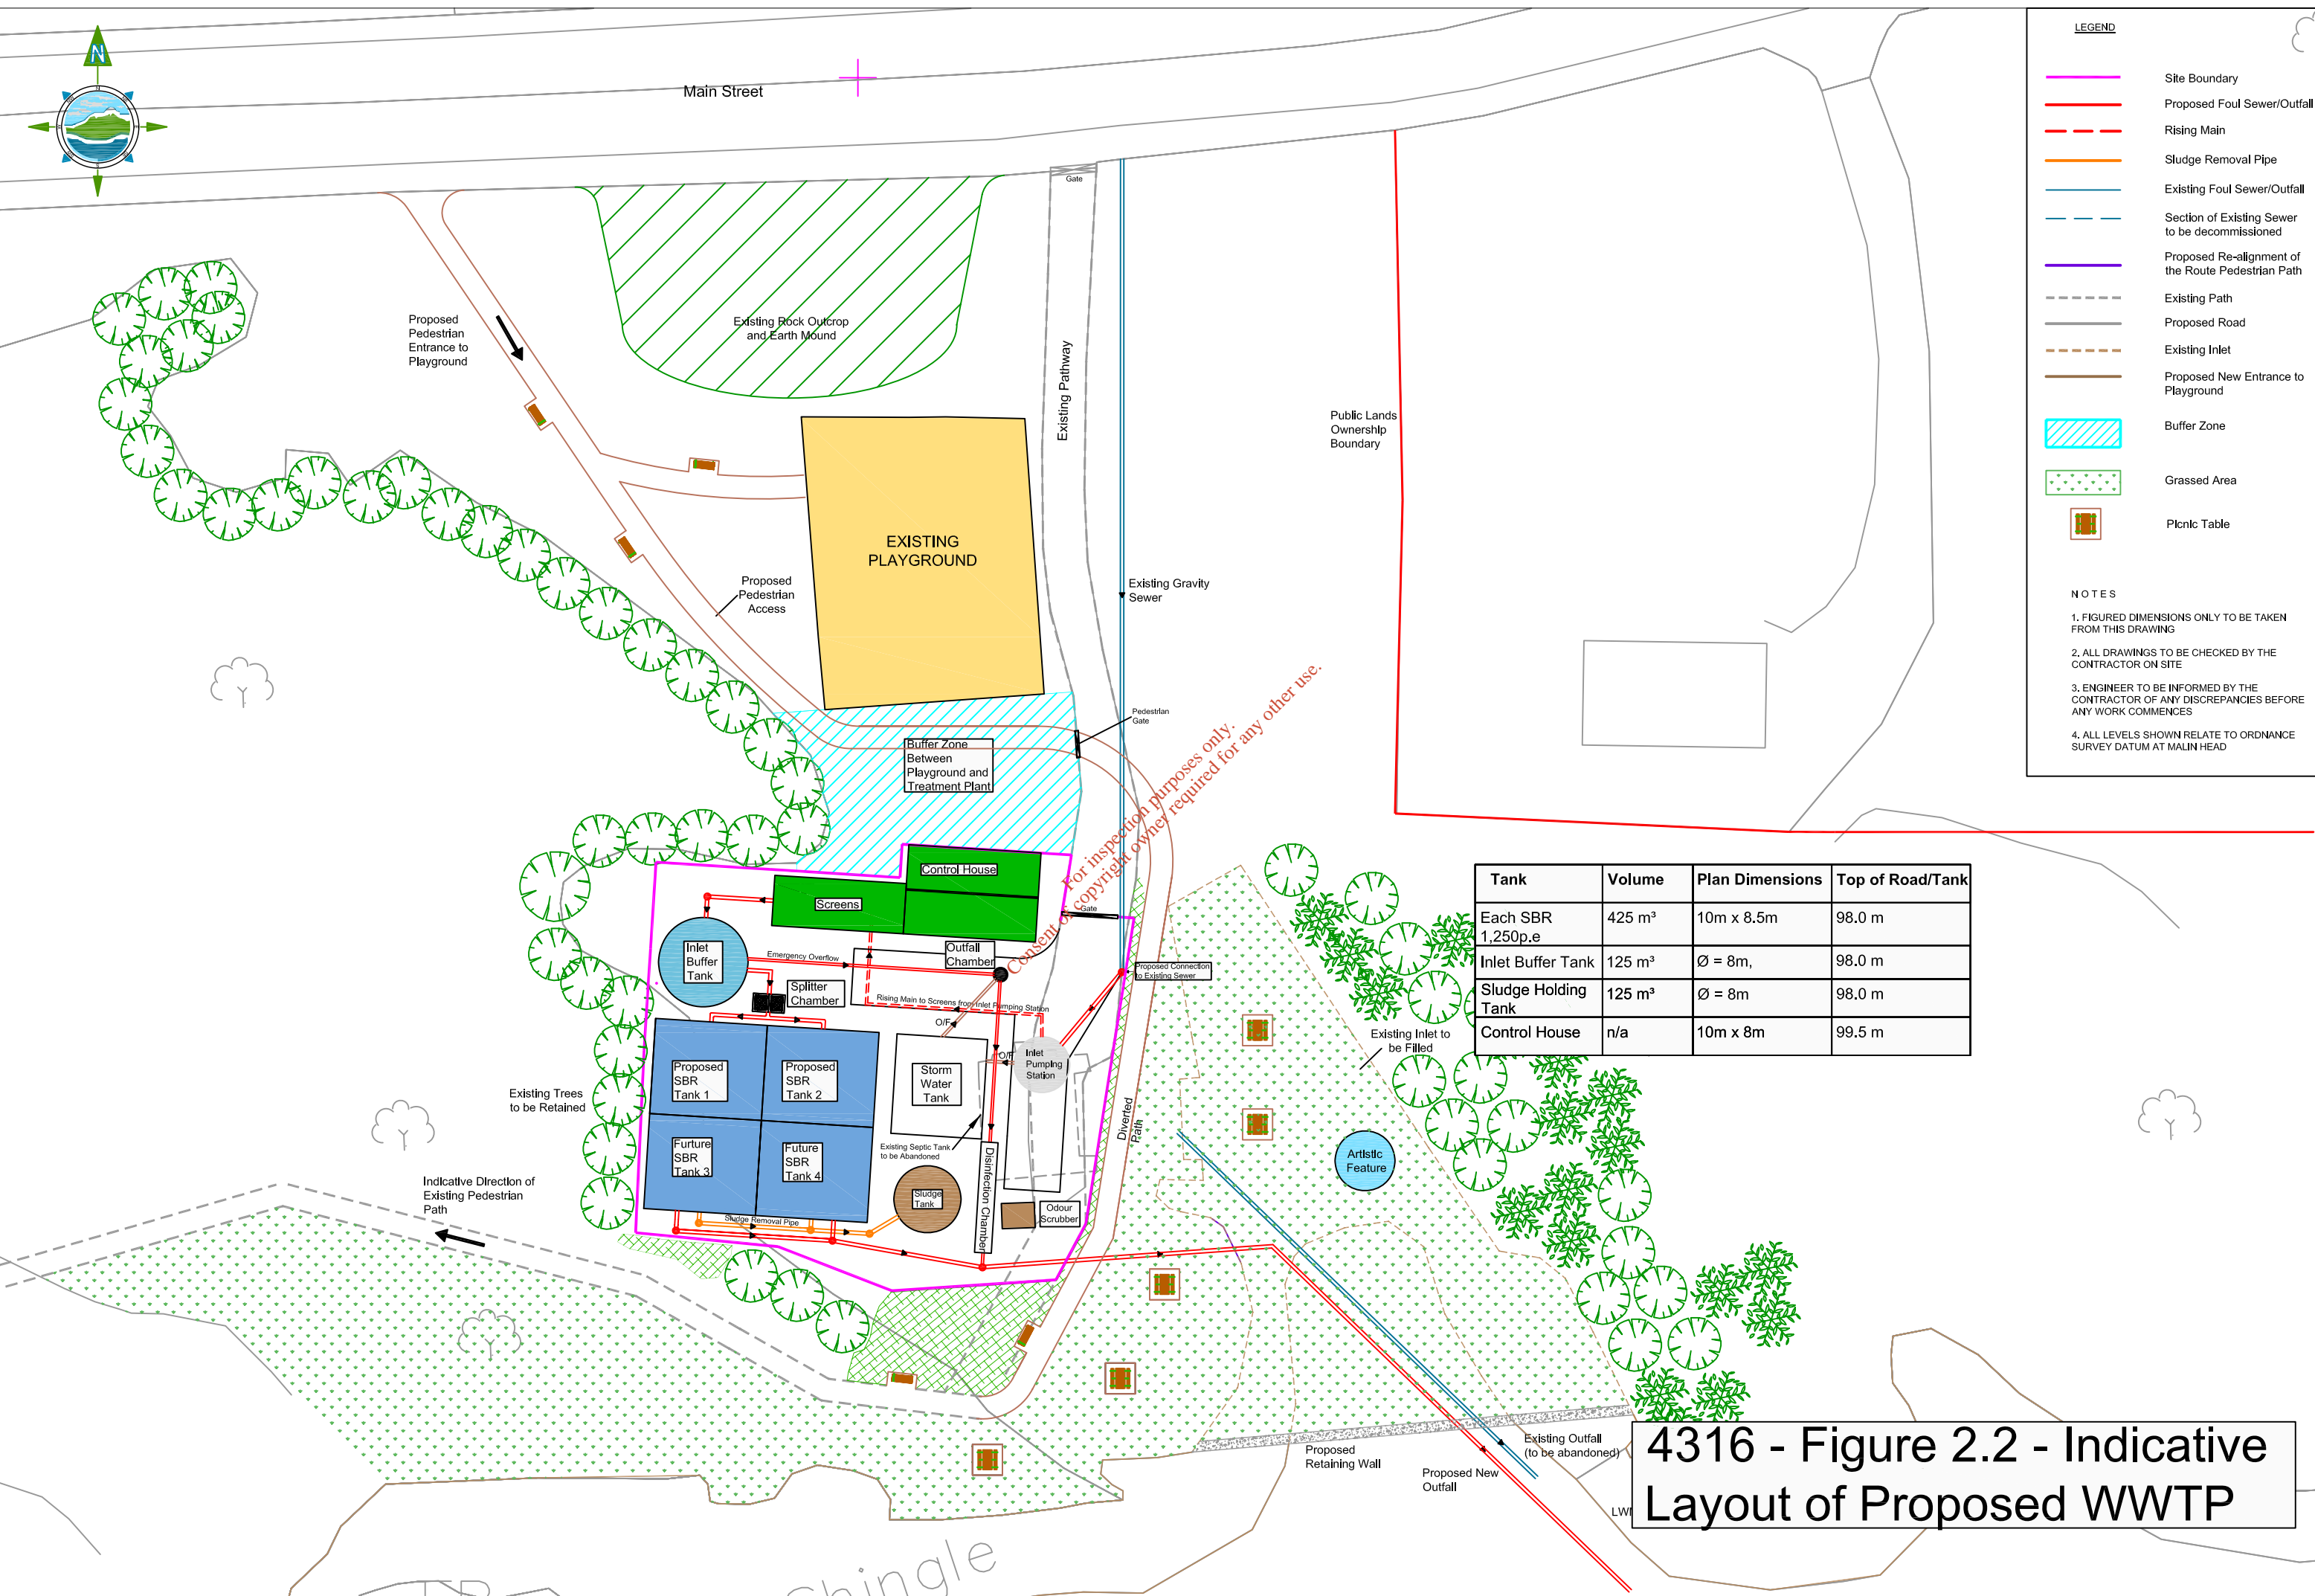 N
Main Street
Gate
Proposed
Pedestrian
Entrance to
Playground
Existing Rock Outcrop
and Earth Mound
Existing Pathway
Public Lands
Ownership
Boundary
EXISTING
PLAYGROUND
Proposed
Pedestrian
Access
Existing Gravity
Sewer
Pedestrian
Gate
Buffer Zone
Between
Playground and
Treatment Plant
For inspection purposes only.
Consent of copyright owner required for any other use.
Control House
Screens
Gate
Inlet
Buffer
Tank
Emergency Overflow
Outfall
Chamber
Proposed Connection
to Existing Sewer
Splitter
Chamber
Rising Main to Screens from Inlet Pumping Station
O/F
O/F
Inlet
Pumping
Station
Proposed
SBR
Tank 1
Proposed
SBR
Tank 2
Storm
Water
Tank
Existing Trees
to be Retained
Furture
SBR
Tank 3
Future
SBR
Tank 4
Existing Septic Tank
to be Abandoned
Disinfection Chamber
Diverted
Path
Sludge
Tank
Odour
Scrubber
Sludge Removal Pipe
Indicative Direction of
Existing Pedestrian
Path
Existing Inlet to
be Filled
Artistic
Feature
Proposed
Retaining Wall
Proposed New
Outfall
Existing Outfall
(to be abandoned)
Shingle
Tank Volume Plan Dimensions Top of Road/Tank
Each SBR 425 m³ 10m x 8.5m 98.0 m
1,250p.e
Inlet Buffer Tank 125 m³ Ø = 8m, 98.0 m
Sludge Holding 125 m³ Ø = 8m 98.0 m
Tank
Control House n/a 10m x 8m 99.5 m
LEGEND
Site Boundary
Proposed Foul Sewer/Outfall
Rising Main
Sludge Removal Pipe
Existing Foul Sewer/Outfall
Section of Existing Sewer
to be decommissioned
Proposed Re-alignment of
the Route Pedestrian Path
Existing Path
Proposed Road
Existing Inlet
Proposed New Entrance to
Playground
Buffer Zone
Grassed Area
Picnic Table
NOTES
1. FIGURED DIMENSIONS ONLY TO BE TAKEN
FROM THIS DRAWING
2. ALL DRAWINGS TO BE CHECKED BY THE
CONTRACTOR ON SITE
3. ENGINEER TO BE INFORMED BY THE
CONTRACTOR OF ANY DISCREPANCIES BEFORE
ANY WORK COMMENCES
4. ALL LEVELS SHOWN RELATE TO ORDNANCE
SURVEY DATUM AT MALIN HEAD
4316 - Figure 2.2 - Indicative
Layout of Proposed WWTP